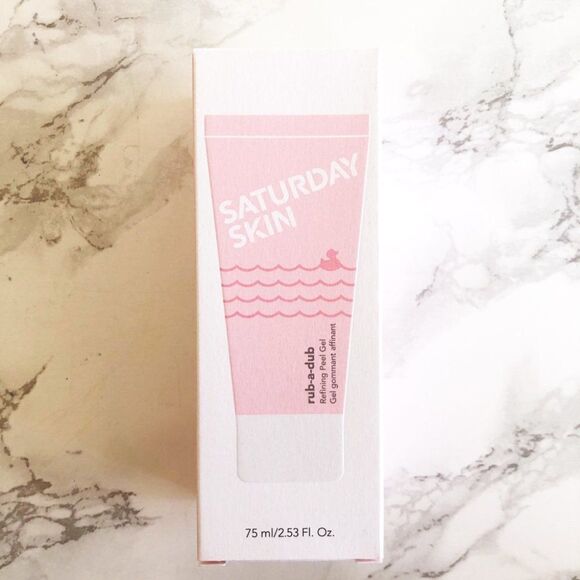 SATURDAY
SKIN
rub-a-dub
Refining Peel Gel
Gel gommant affinant
75 ml/2.53 Fl. Oz.